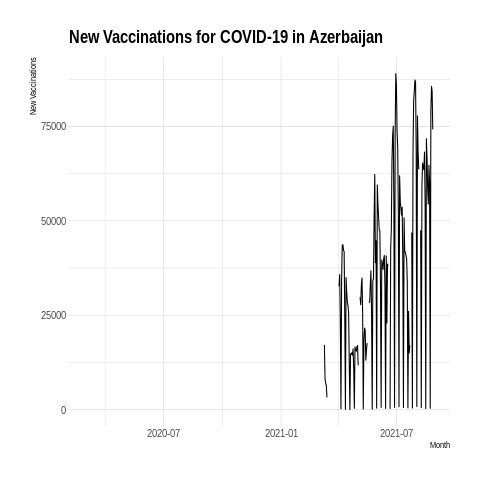 New Vaccinations for COVID-19 in Azerbaijan
New Vaccinations
75000
50000
25000
0
2020-07 2021-01 2021-07
Month